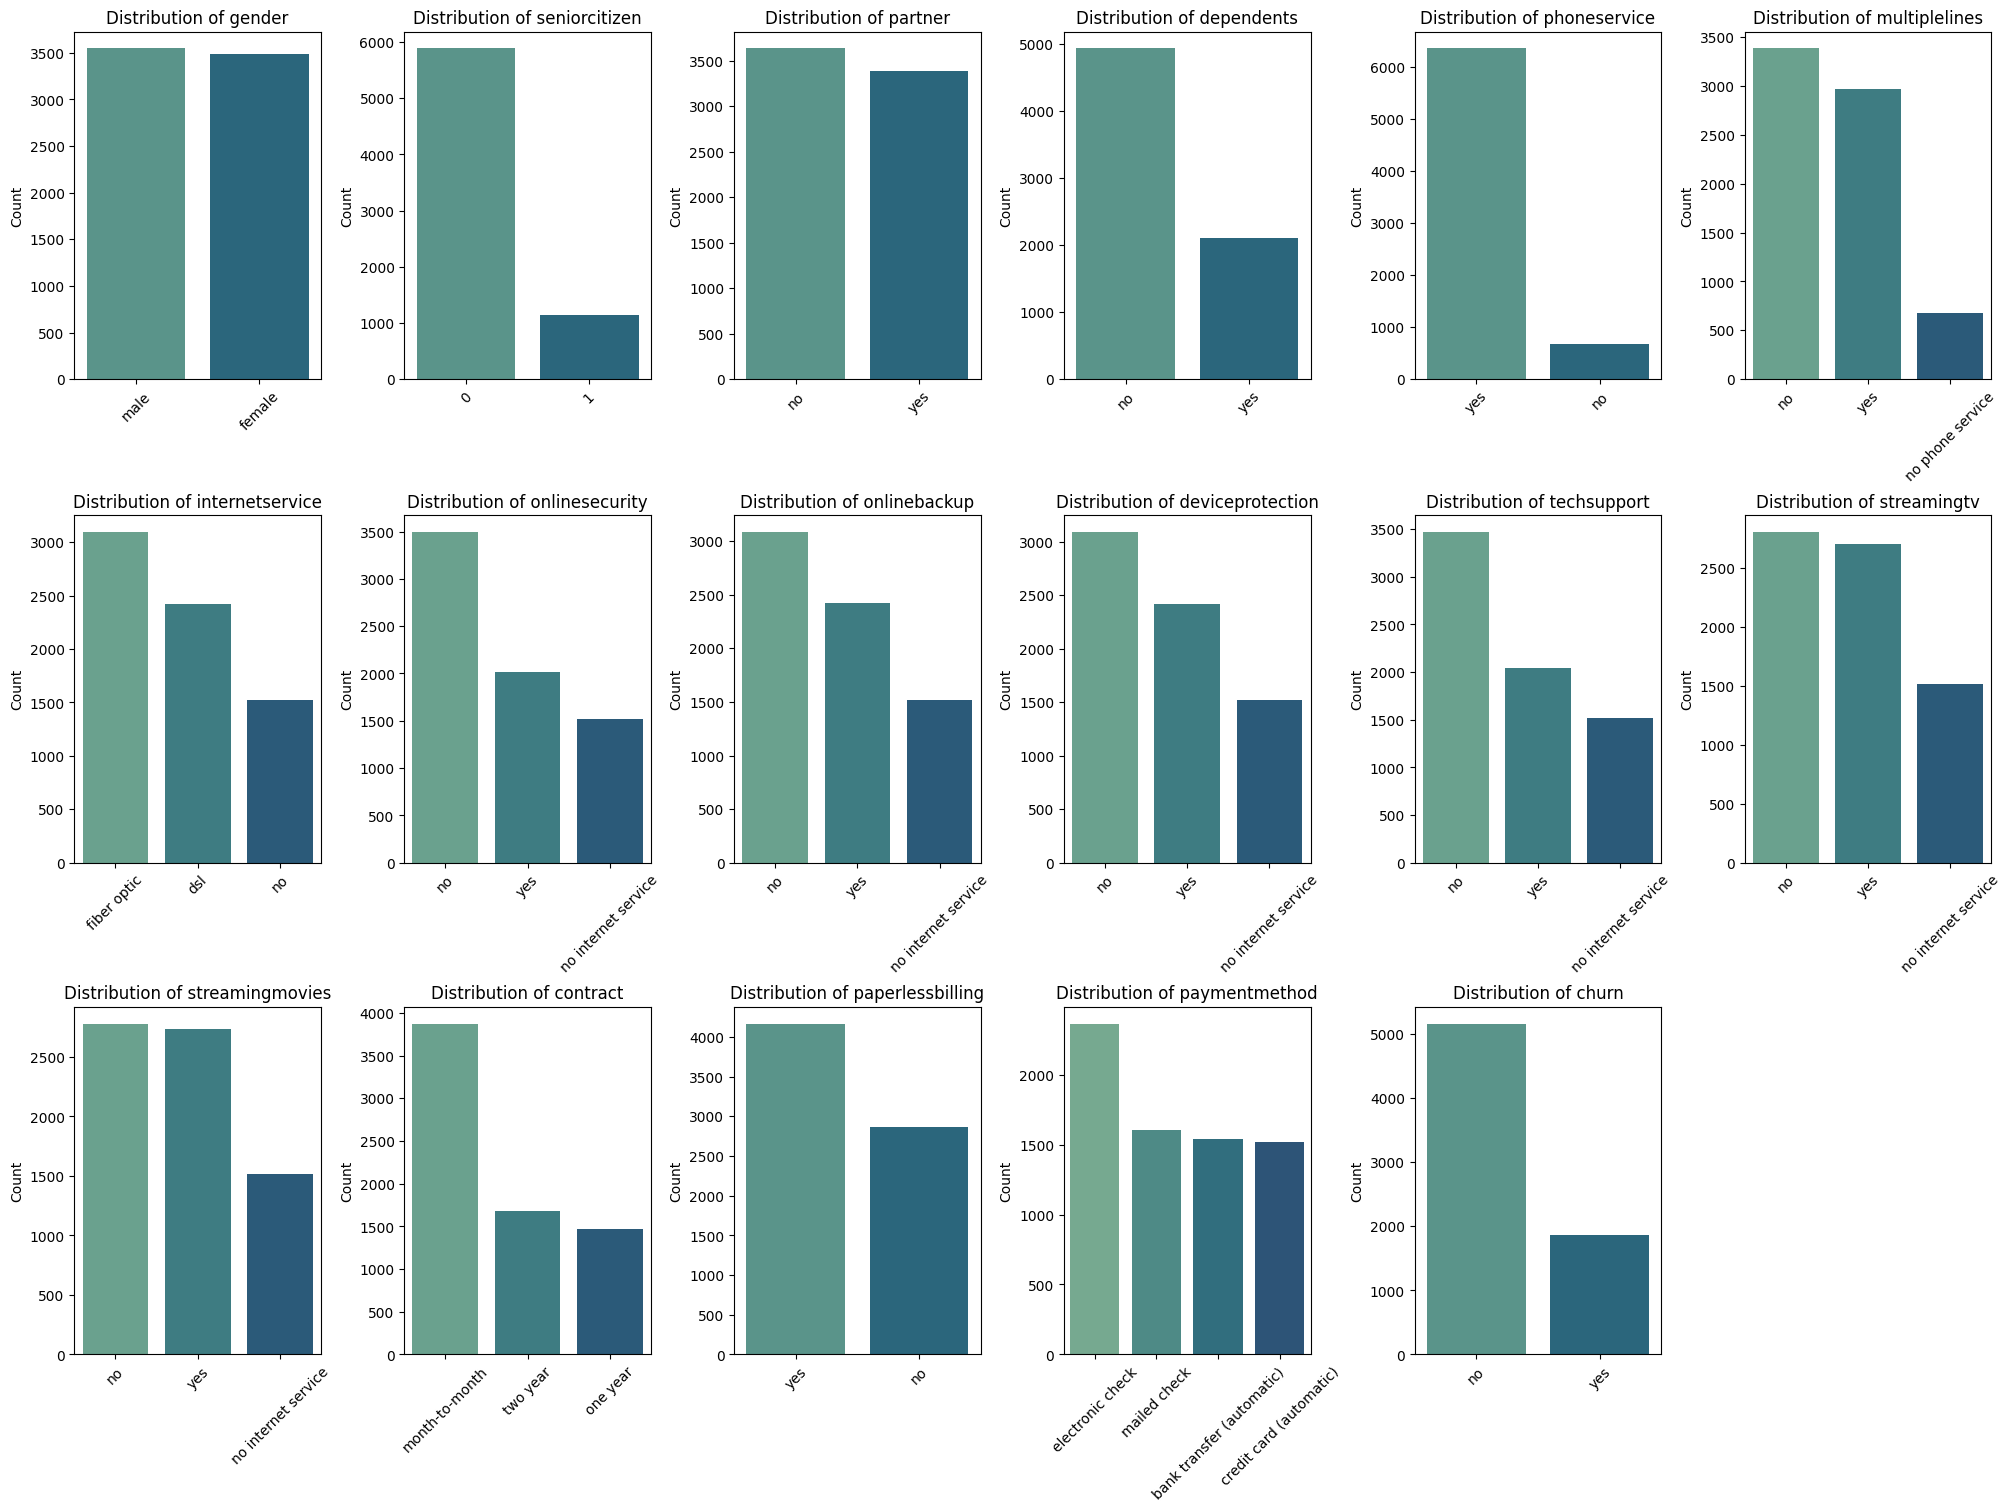 Distribution of gender
Count
3500
3000
2500
2000
1500
1000
500
0
male
female
Distribution of seniorcitizen
Count
6000
5000
4000
3000
2000
1000
0
0
1
Distribution of partner
Count
3500
3000
2500
2000
1500
1000
500
0
no
yes
Distribution of dependents
Count
5000
4000
3000
2000
1000
0
no
yes
Distribution of phoneservice
Count
6000
5000
4000
3000
2000
1000
0
yes
no
Distribution of multiplelines
Count
3500
3000
2500
2000
1500
1000
500
0
no
yes
no phone service
Distribution of internetservice
Count
3000
2500
2000
1500
1000
500
0
fiber optic
dsl
no
Distribution of onlinesecurity
Count
3500
3000
2500
2000
1500
1000
500
0
no
yes
no internet service
Distribution of onlinebackup
Count
3000
2500
2000
1500
1000
500
0
no
yes
no internet service
Distribution of deviceprotection
Count
3000
2500
2000
1500
1000
500
0
no
yes
no internet service
Distribution of techsupport
Count
3500
3000
2500
2000
1500
1000
500
0
no
yes
no internet service
Distribution of streamingtv
Count
2500
2000
1500
1000
500
0
no
yes
no internet service
Distribution of streamingmovies
Count
2500
2000
1500
1000
500
0
no
yes
no internet service
Distribution of contract
Count
4000
3500
3000
2500
2000
1500
1000
500
0
month-to-month
two year
one year
Distribution of paperlessbilling
Count
4000
3500
3000
2500
2000
1500
1000
500
0
yes
no
Distribution of paymentmethod
Count
2000
1500
1000
500
0
electronic check
mailed check
bank transfer (automatic)
credit card (automatic)
Distribution of churn
Count
5000
4000
3000
2000
1000
0
no
yes